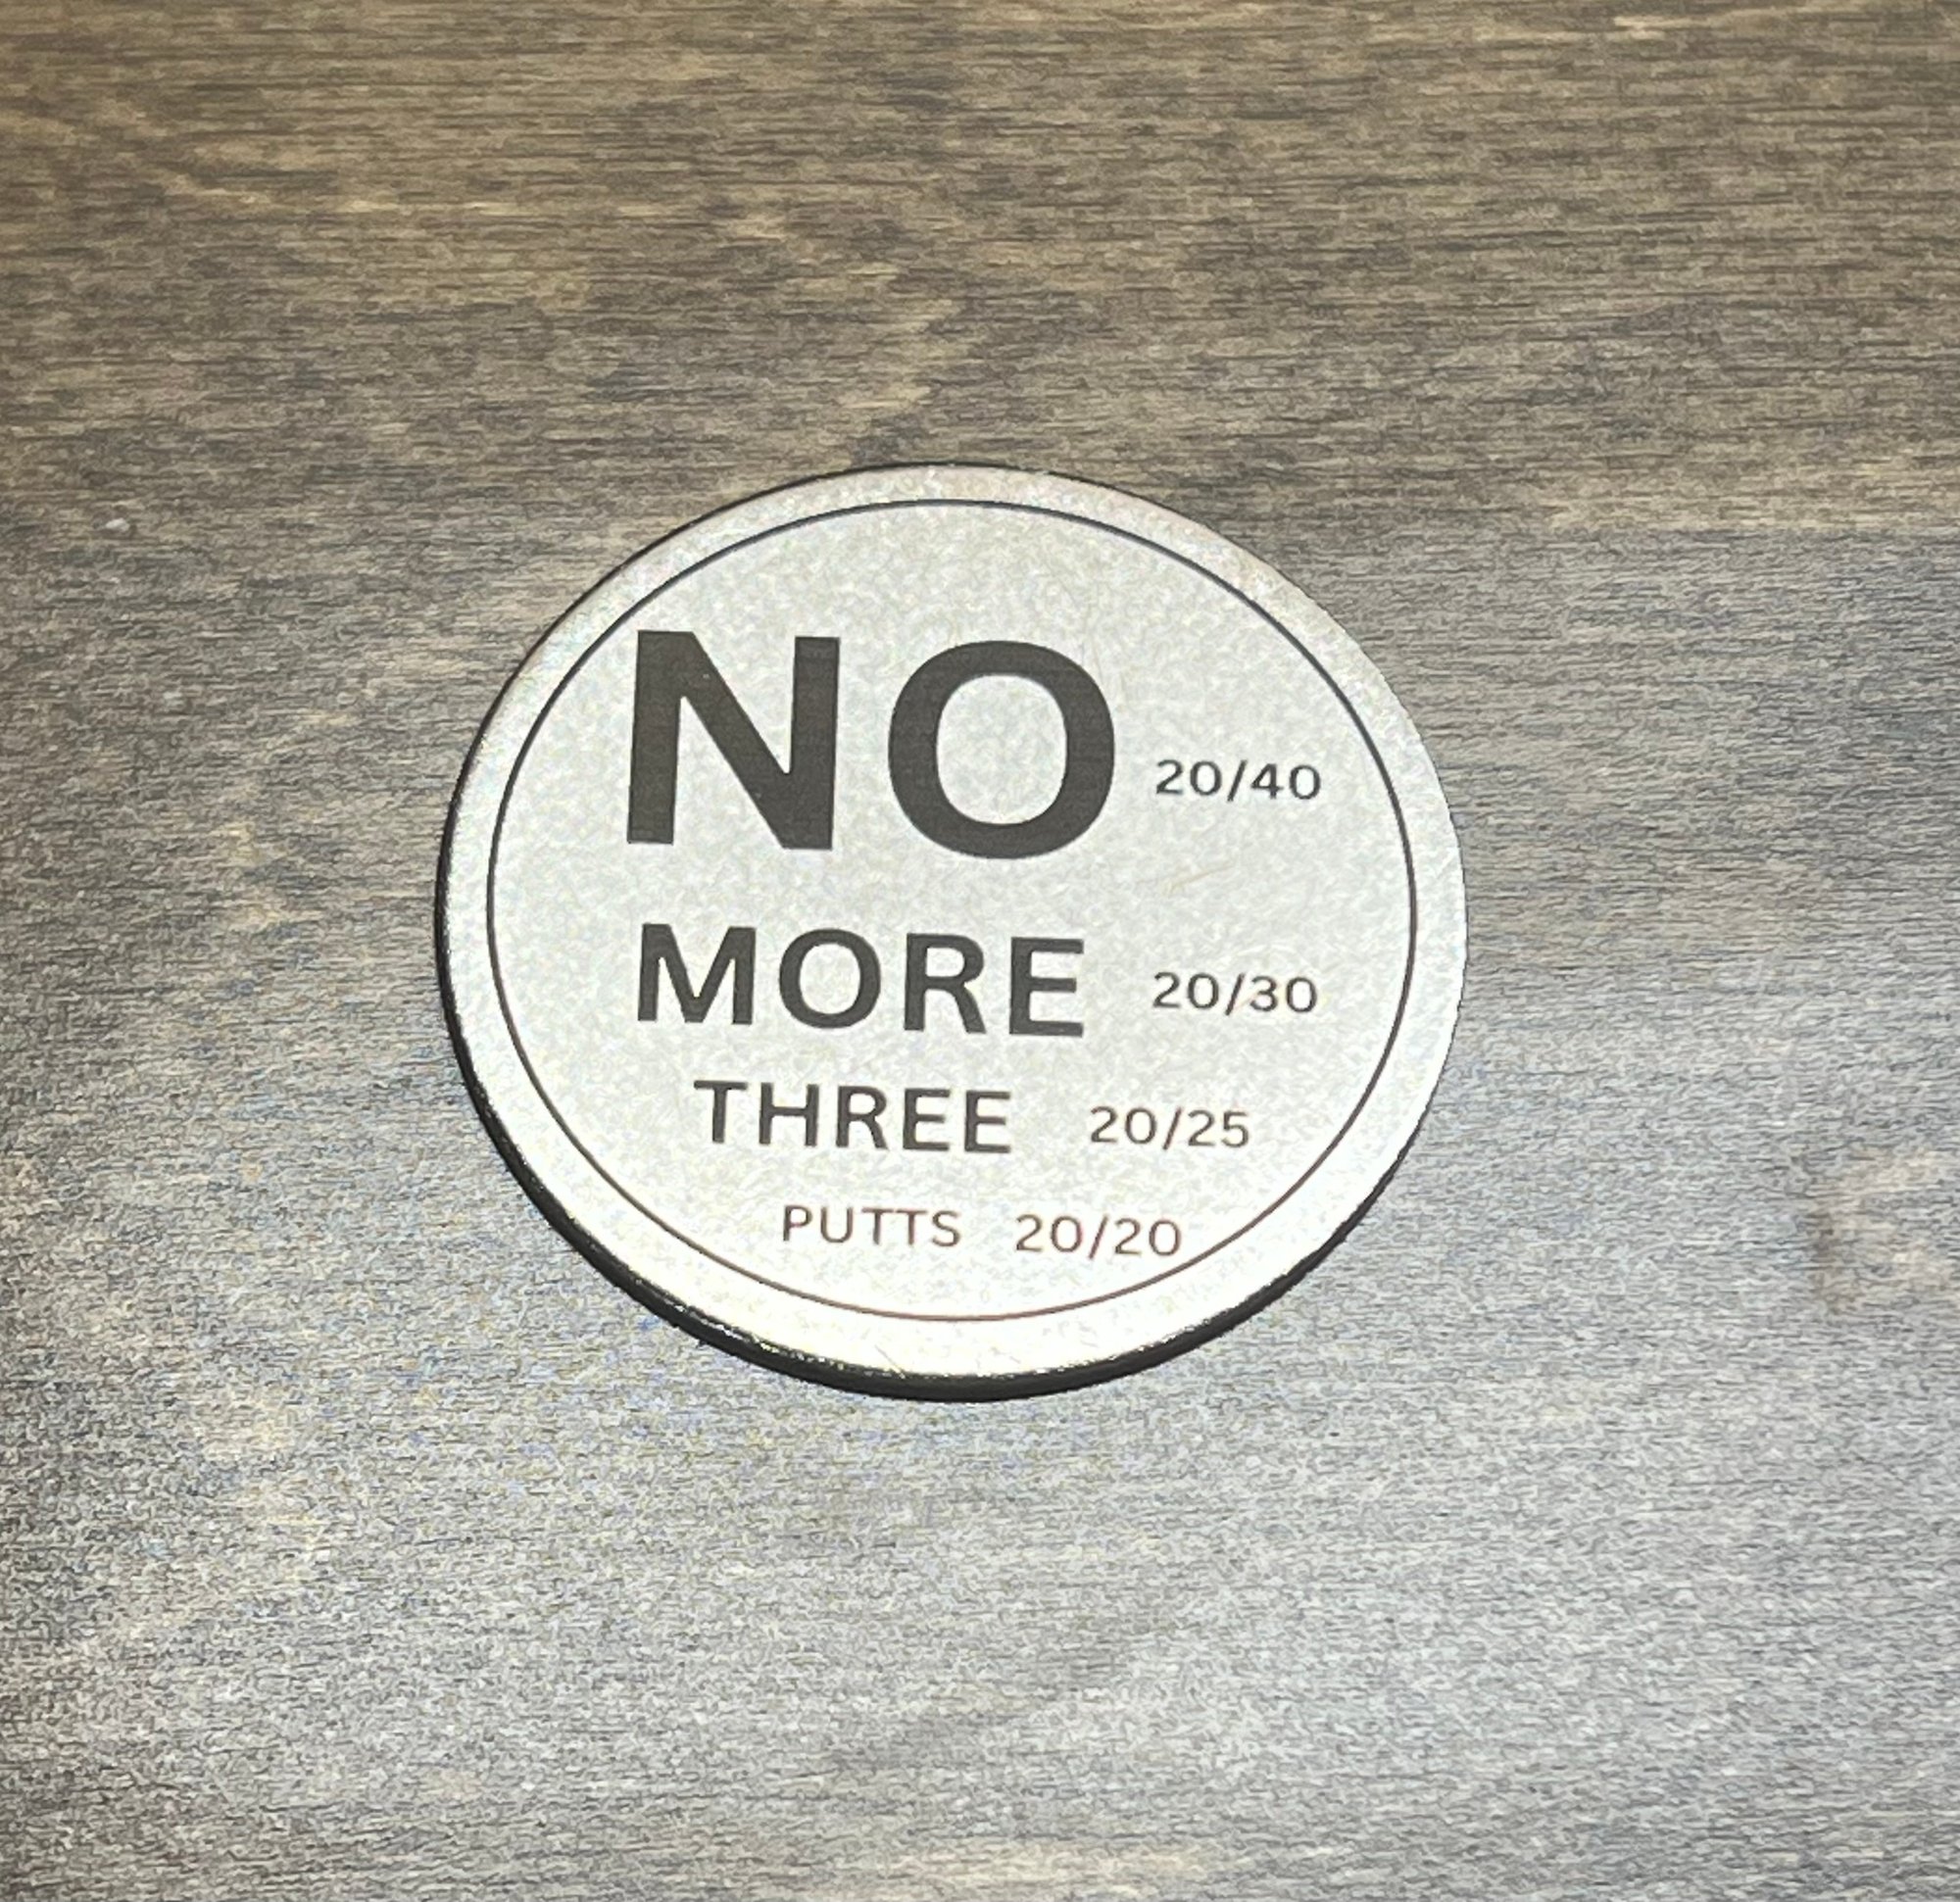 NO 20/40
MORE 20/30
THREE 20/25
PUTTS 20/20